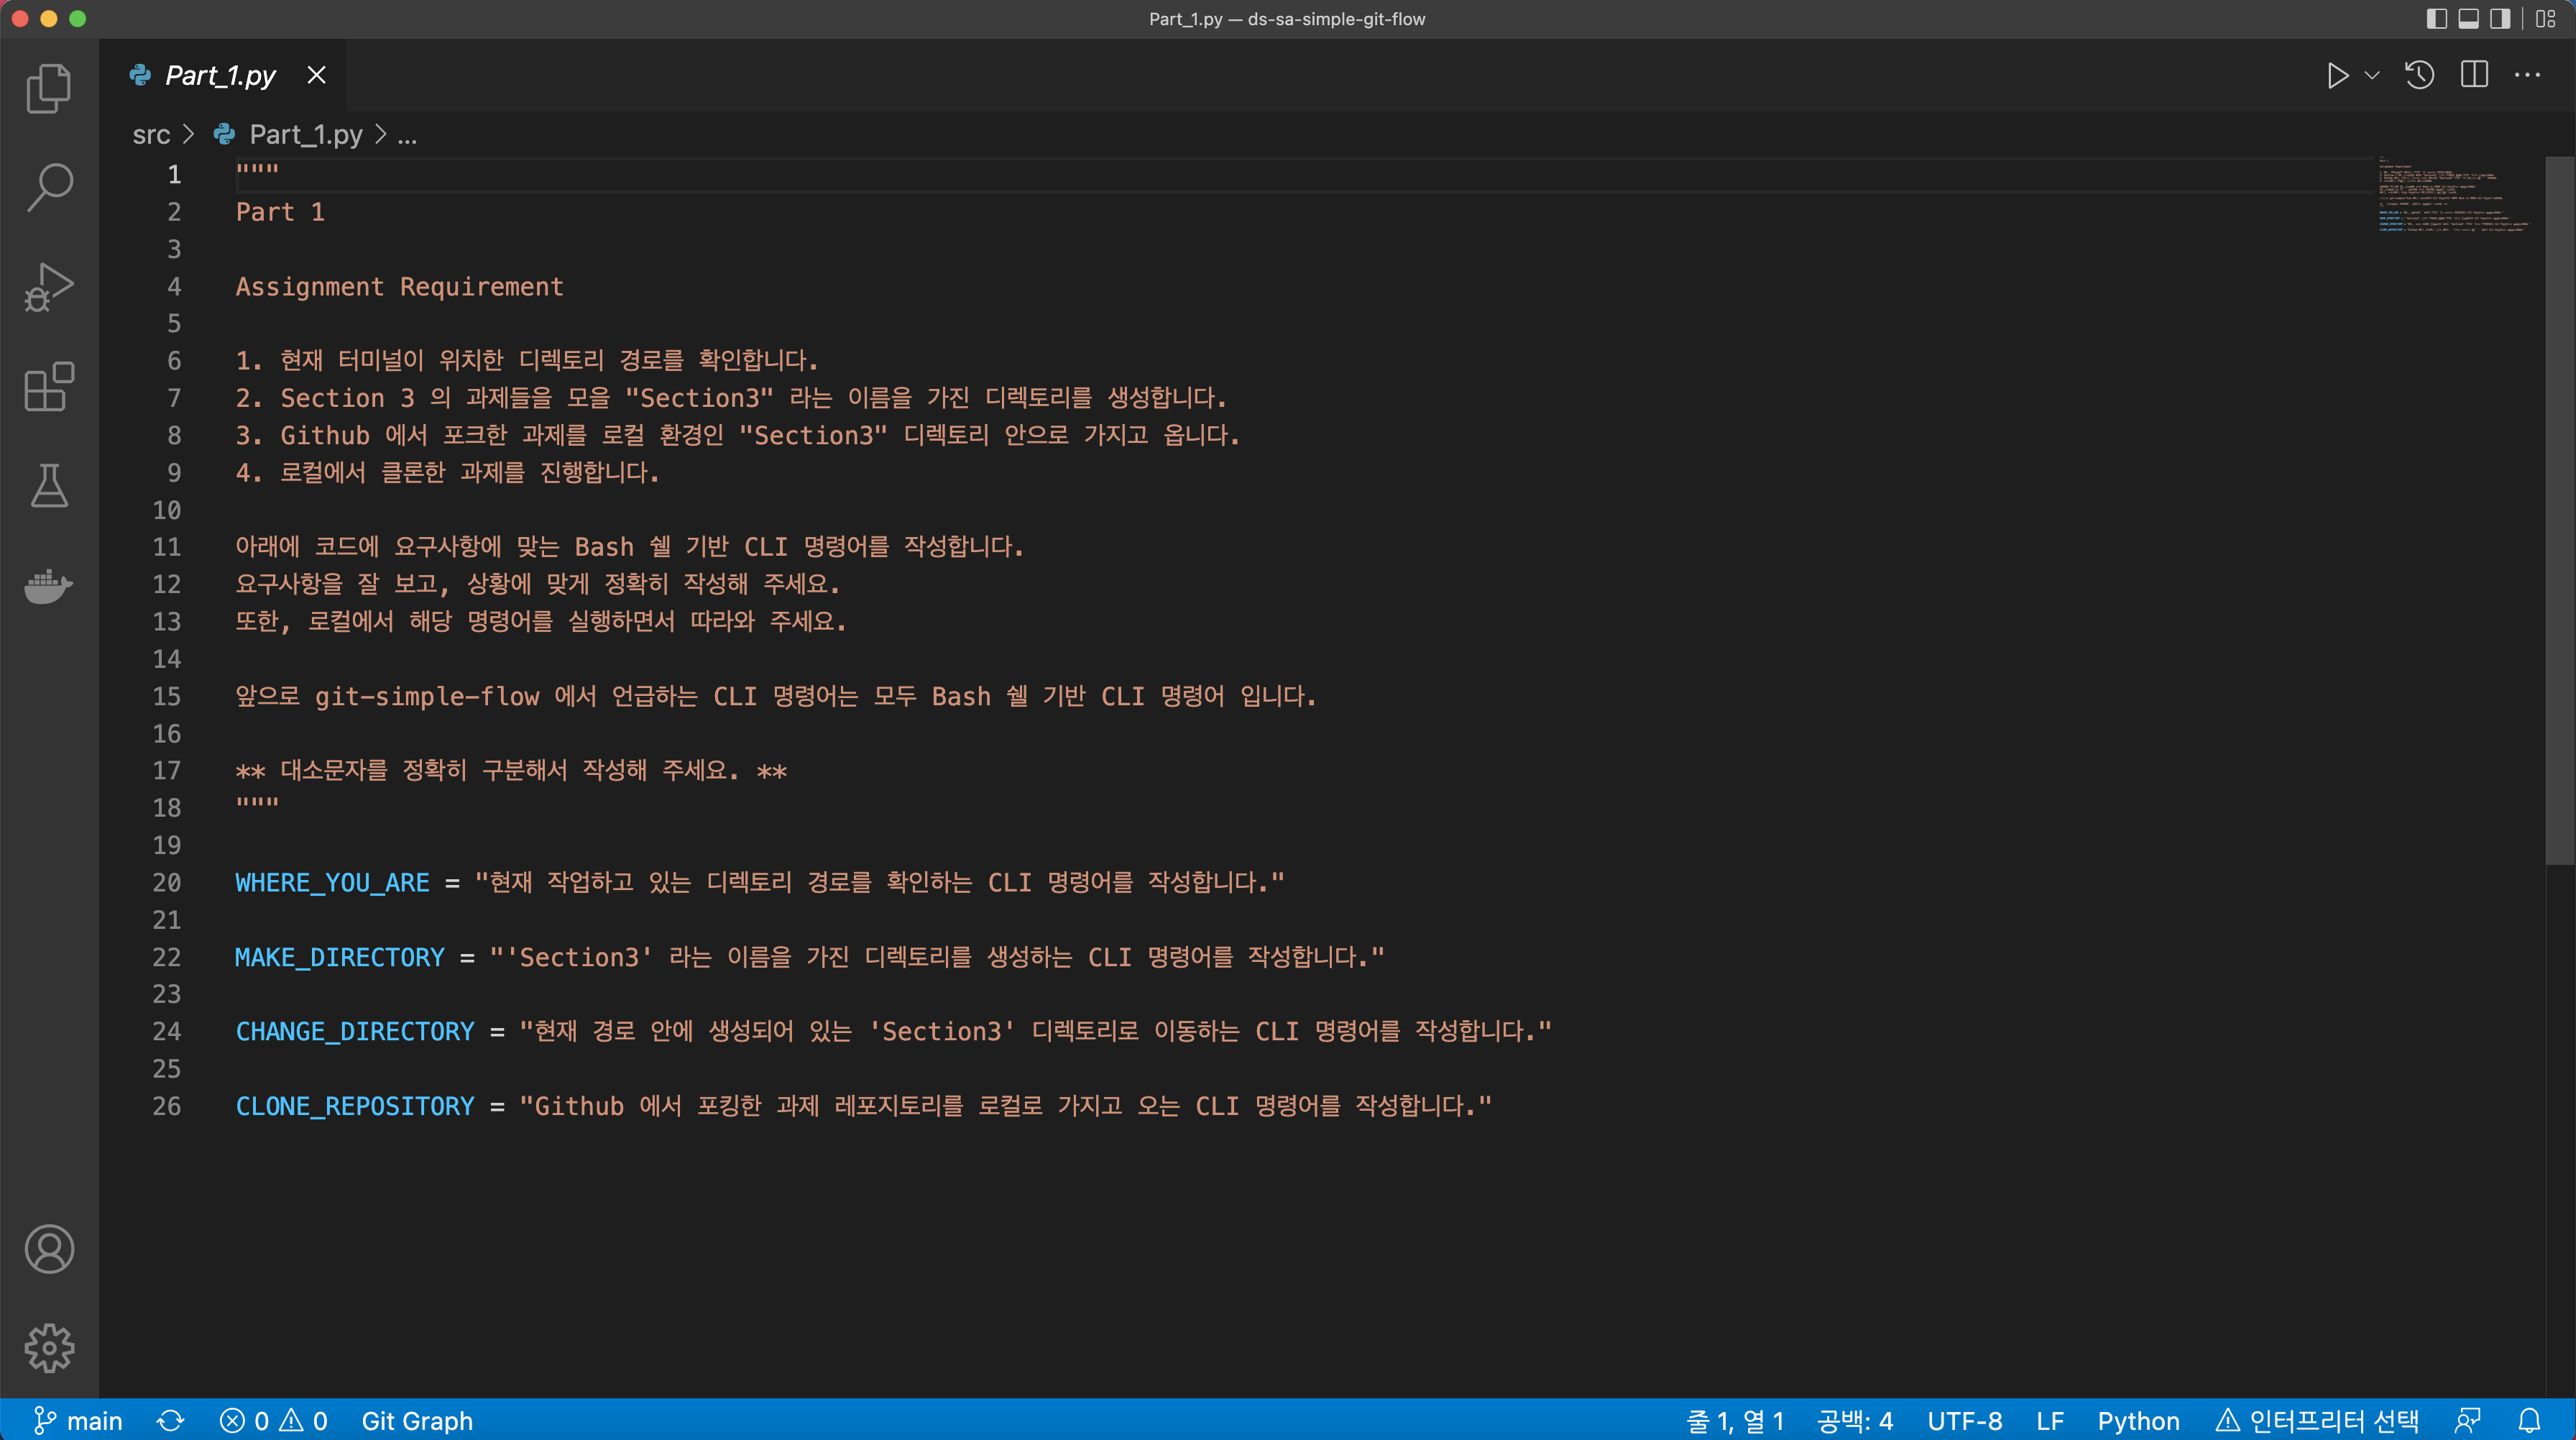 Part_1.py — ds-sa-simple-git-flow
Part_1.py
src > Part_1.py > ...
1 """
2 Part 1
3
4 Assignment Requirement
5
6 1. 현재 터미널이 위치한 디렉토리 경로를 확인합니다.
7 2. Section 3 의 과제들을 모을 "Section3" 라는 이름을 가진 디렉토리를 생성합니다.
8 3. Github 에서 포크한 과제를 로컬 환경인 "Section3" 디렉토리 안으로 가지고 옵니다.
9 4. 로컬에서 클론한 과제를 진행합니다.
10
11 아래에 코드에 요구사항에 맞는 Bash 쉘 기반 CLI 명령어를 작성합니다.
12 요구사항을 잘 보고, 상황에 맞게 정확히 작성해 주세요.
13 또한, 로컬에서 해당 명령어를 실행하면서 따라와 주세요.
14
15 앞으로 git-simple-flow 에서 언급하는 CLI 명령어는 모두 Bash 쉘 기반 CLI 명령어 입니다.
16
17 ** 대소문자를 정확히 구분해서 작성해 주세요. **
18 """
19
20 WHERE_YOU_ARE = "현재 작업하고 있는 디렉토리 경로를 확인하는 CLI 명령어를 작성합니다."
21
22 MAKE_DIRECTORY = "'Section3' 라는 이름을 가진 디렉토리를 생성하는 CLI 명령어를 작성합니다."
23
24 CHANGE_DIRECTORY = "현재 경로 안에 생성되어 있는 'Section3' 디렉토리로 이동하는 CLI 명령어를 작성합니다."
25
26 CLONE_REPOSITORY = "Github 에서 포킹한 과제 레포지토리를 로컬로 가지고 오는 CLI 명령어를 작성합니다."
main 0 0 Git Graph 줄 1, 열 1 공백: 4 UTF-8 LF Python 인터프리터 선택